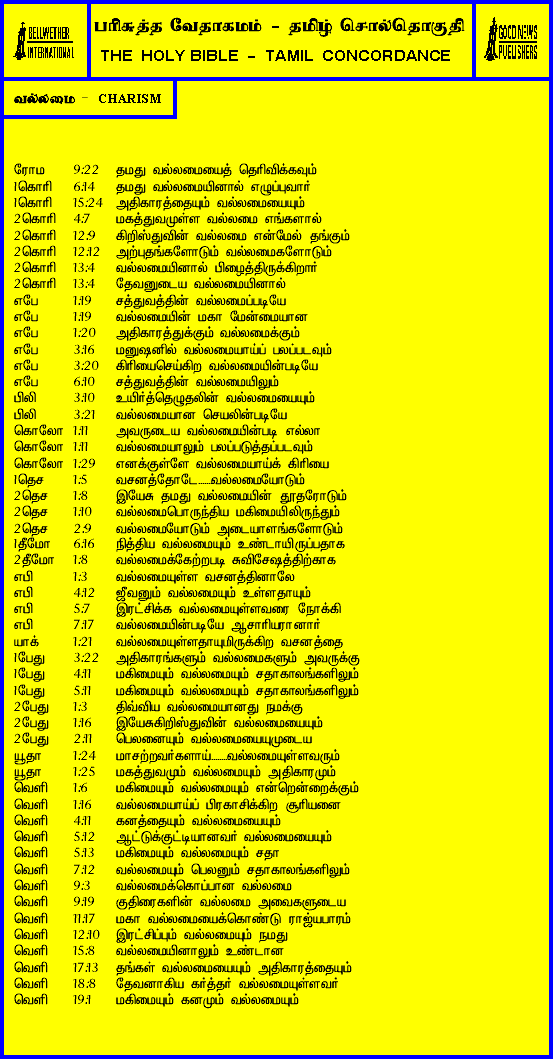 BELLWETHER
INTERNATIONAL
பரிசுத்த வேதாகமம் - தமிழ் சொல்தொகுதி
THE HOLY BIBLE - TAMIL CONCORDANCE
GOOD NEWS
PUBLISHERS
வல்லமை - CHARISM
ரோம 9:22 தமது வல்லமையைத் தெரிவிக்கவும்
1கொரி 6:14 தமது வல்லமையினால் எழுப்புவார்
1கொரி 15:24 அதிகாரத்தையும் வல்லமையையும்
2கொரி 4:7 மகத்துவமுள்ள வல்லமை எங்களால்
2கொரி 12:9 கிறிஸ்துவின் வல்லமை என்மேல் தங்கும்
2கொரி 12:12 அற்புதங்களோடும் வல்லமைகளோடும்
2கொரி 13:4 வல்லமையினால் பிழைத்திருக்கிறார்
2கொரி 13:4 தேவனுடைய வல்லமையினால்
எபே 1:19 சத்துவத்தின் வல்லமைப்படியே
எபே 1:19 வல்லமையின் மகா மேன்மையான
எபே 1:20 அதிகாரத்துக்கும் வல்லமைக்கும்
எபே 3:16 மனுஷனில் வல்லமையாய்ப் பலப்படவும்
எபே 3:20 கிரியைசெய்கிற வல்லமையின்படியே
எபே 6:10 சத்துவத்தின் வல்லமையிலும்
பிலி 3:10 உயிர்த்தெழுதலின் வல்லமையையும்
பிலி 3:21 வல்லமையான செயலின்படியே
கொலோ 1:11 அவருடைய வல்லமையின்படி எல்லா
கொலோ 1:11 வல்லமையாலும் பலப்படுத்தப்படவும்
கொலோ 1:29 எனக்குள்ளே வல்லமையாய்க் கிரியை
1தெச 1:5 வசனத்தோடே......வல்லமையோடும்
2தெச 1:8 இயேசு தமது வல்லமையின் தூதரோடும்
2தெச 1:10 வல்லமைபொருந்திய மகிமையிலிருந்தும்
2தெச 2:9 வல்லமையோடும் அடையாளங்களோடும்
1தீமோ 6:16 நித்திய வல்லமையும் உண்டாயிருப்பதாக
2தீமோ 1:8 வல்லமைக்கேற்றபடி சுவிசேஷத்திற்காக
எபி 1:3 வல்லமையுள்ள வசனத்தினாலே
எபி 4:12 ஜீவனும் வல்லமையும் உள்ளதாயும்
எபி 5:7 இரட்சிக்க வல்லமையுள்ளவரை நோக்கி
எபி 7:17 வல்லமையின்படியே ஆசாரியரானார்
யாக் 1:21 வல்லமையுள்ளதாயுமிருக்கிற வசனத்தை
1பேது 3:22 அதிகாரங்களும் வல்லமைகளும் அவருக்கு
1பேது 4:11 மகிமையும் வல்லமையும் சதாகாலங்களிலும்
1பேது 5:11 மகிமையும் வல்லமையும் சதாகாலங்களிலும்
2பேது 1:3 திவ்விய வல்லமையானது நமக்கு
2பேது 1:16 இயேசுகிறிஸ்துவின் வல்லமையையும்
2பேது 2:11 பெலனையும் வல்லமையையுமுடைய
யூதா 1:24 மாசற்றவர்களாய்......வல்லமையுள்ளவரும்
யூதா 1:25 மகத்துவமும் வல்லமையும் அதிகாரமும்
வெளி 1:6 மகிமையும் வல்லமையும் என்றென்றைக்கும்
வெளி 1:16 வல்லமையாய்ப் பிரகாசிக்கிற சூரியனை
வெளி 4:11 கனத்தையும் வல்லமையையும்
வெளி 5:12 ஆட்டுக்குட்டியானவர் வல்லமையையும்
வெளி 5:13 மகிமையும் வல்லமையும் சதா
வெளி 7:12 வல்லமையும் பெலனும் சதாகாலங்களிலும்
வெளி 9:3 வல்லமைக்கொப்பான வல்லமை
வெளி 9:19 குதிரைகளின் வல்லமை அவைகளுடைய
வெளி 11:17 மகா வல்லமையைக்கொண்டு ராஜ்யபாரம்
வெளி 12:10 இரட்சிப்பும் வல்லமையும் நமது
வெளி 15:8 வல்லமையினாலும் உண்டான
வெளி 17:13 தங்கள் வல்லமையையும் அதிகாரத்தையும்
வெளி 18:8 தேவனாகிய கர்த்தர் வல்லமையுள்ளவர்
வெளி 19:1 மகிமையும் கனமும் வல்லமையும்